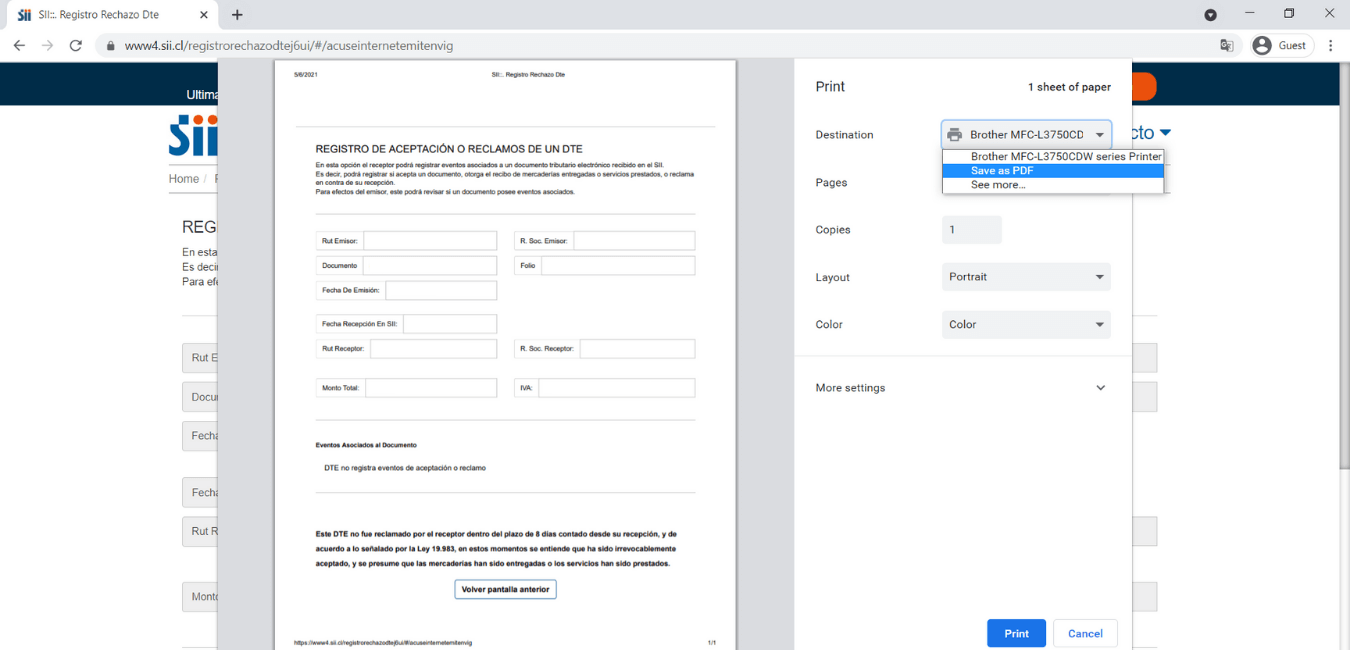 SII::. Registro Rechazo Dte
www4.sii.cl/registrorechazodtej6ui/#/acuseinternetemitenvig
Guest
Ultima
sii
Home /
REG
En esta
Es deci
Para efe
Rut E
Docu
Fecha
Fecha
Rut R
Monto
cto
5/8/2021
SII::. Registro Rechazo Dte
REGISTRO DE ACEPTACIÓN O RECLAMOS DE UN DTE
En esta opción el receptor podrá registrar eventos asociados a un documento tributario electrónico recibido en el SII.
Es decir, podrá registrar si acepta un documento, otorga el recibo de mercaderías entregadas o servicios prestados, o reclama
en contra de su recepción.
Para efectos del emisor, este podrá revisar si un documento posee eventos asociados.
Rut Emisor:
R. Soc. Emisor:
Documento
Folio
Fecha De Emisión:
Fecha Recepción En SII:
Rut Receptor:
R. Soc. Receptor:
Monto Total:
IVA:
Eventos Asociados al Documento
DTE no registra eventos de aceptación o reclamo
Este DTE no fue reclamado por el receptor dentro del plazo de 8 días contado desde su recepción, y de
acuerdo a lo señalado por la Ley 19.983, en estos momentos se entiende que ha sido irrevocablemente
aceptado, y se presume que las mercaderías han sido entregadas o los servicios han sido prestados.
Volver pantalla anterior
https://www4.sii.cl/registrorechazodtej6ui/#/acuseinternetemitenvig
1/1
Print
1 sheet of paper
Destination
Brother MFC-L3750CD
Brother MFC-L3750CDW series Printer
Save as PDF
See more...
Pages
Copies
1
Layout
Portrait
Color
Color
More settings
Print
Cancel